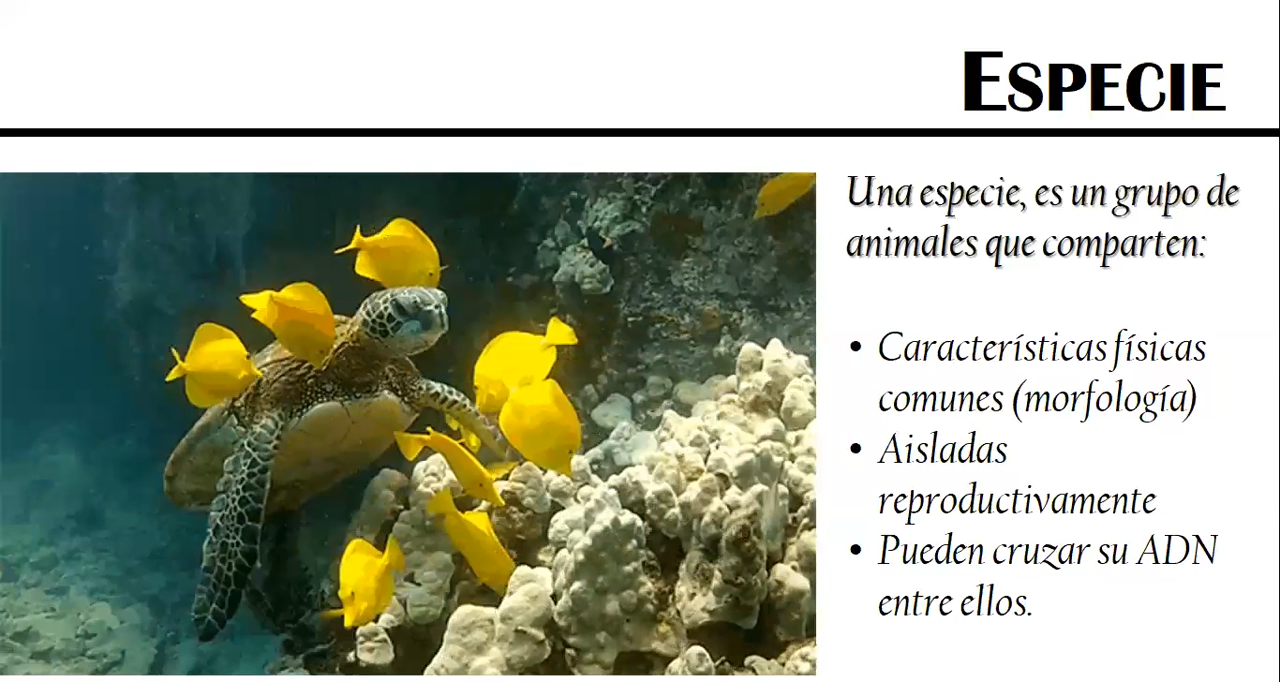 ESPECIE
Una especie, es un grupo de
animales que comparten:
• Características físicas
comunes (morfología)
• Aisladas
reproductivamente
• Pueden cruzar su ADN
entre ellos.